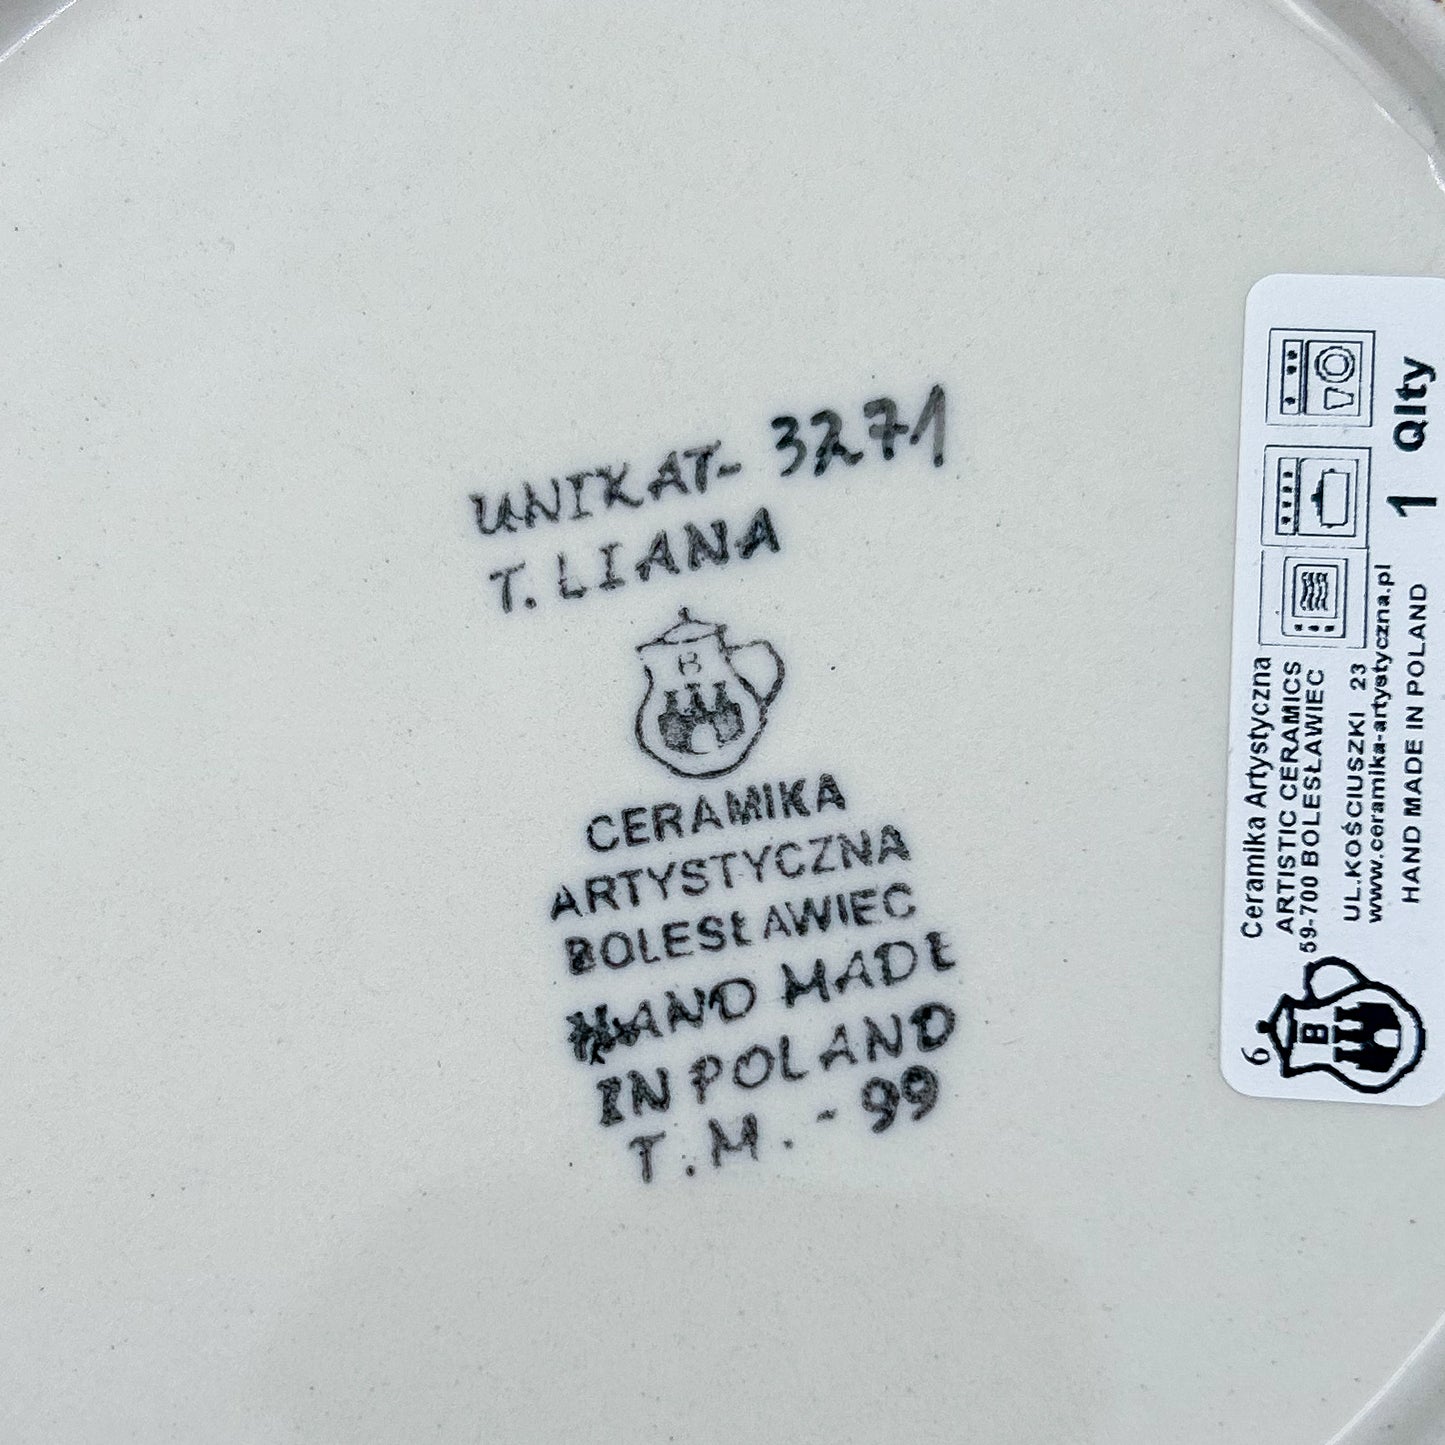 UNIKAT- 3271
T. LIANA
B
CERAMIKA
ARTYSTYCZNA
BOLESŁAWIEC
HAND MADE
IN POLAND
T.M.-99
1 Qlty
Ceramika Artystyczna
ARTISTIC CERAMICS
59-700 BOLESŁAWIEC
UL.KOŚCIUSZKI 23
www.ceramika-artystyczna.pl
HAND MADE IN POLAND
6
B